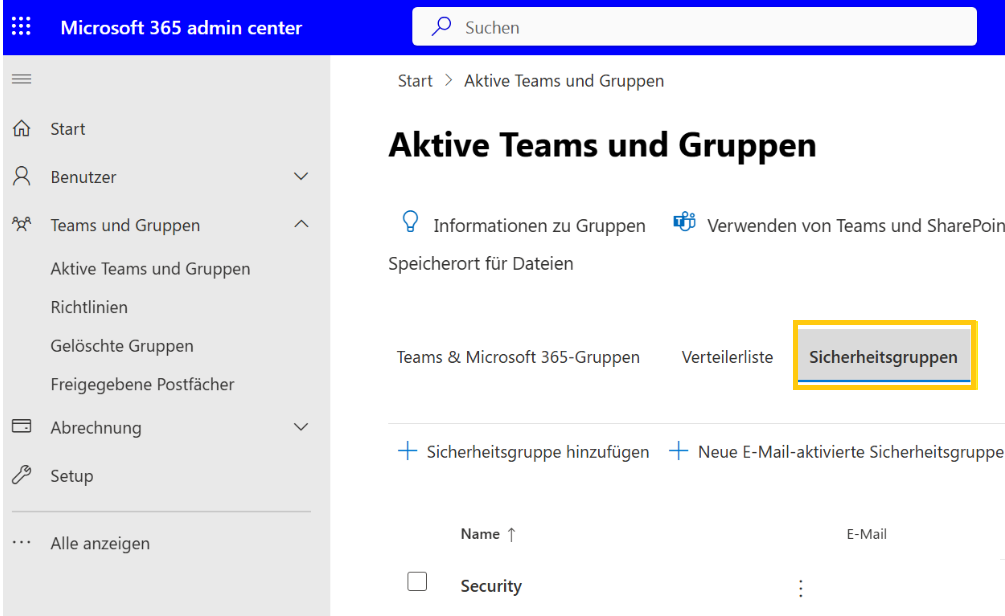 Microsoft 365 admin center
Suchen
Start
Benutzer
Teams und Gruppen
Aktive Teams und Gruppen
Richtlinien
Gelöschte Gruppen
Freigegebene Postfächer
Abrechnung
Setup
Alle anzeigen
Start > Aktive Teams und Gruppen
Aktive Teams und Gruppen
Informationen zu Gruppen Verwenden von Teams und SharePoin
Speicherort für Dateien
Teams & Microsoft 365-Gruppen Verteilerliste Sicherheitsgruppen
+ Sicherheitsgruppe hinzufügen + Neue E-Mail-aktivierte Sicherheitsgruppe
Name ↑ E-Mail
Security